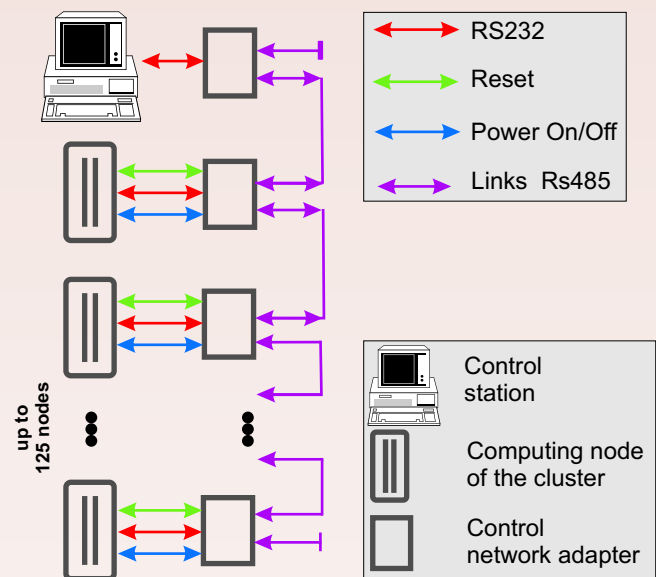 RS232
Reset
Power On/Off
Links Rs485
up to
125 nodes
Control
station
Computing node
of the cluster
Control
network adapter